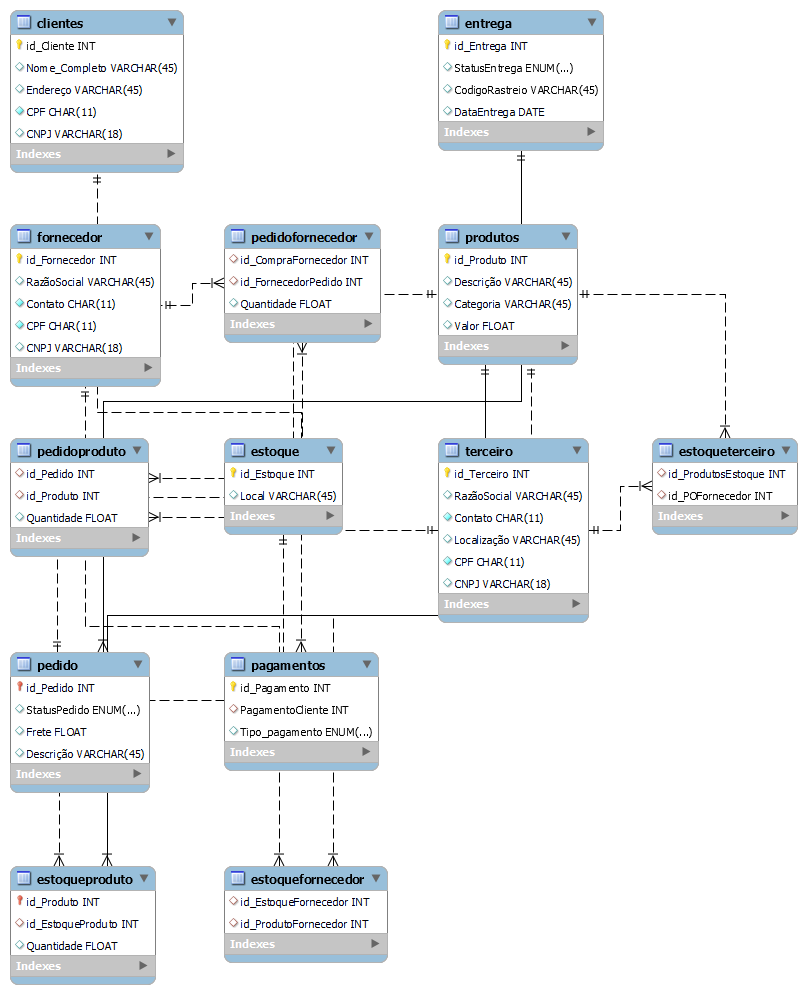 clientes
id_Cliente INT
Nome_Completo VARCHAR(45)
Endereço VARCHAR(45)
CPF CHAR(11)
CNPJ VARCHAR(18)
Indexes
entrega
id_Entrega INT
StatusEntrega ENUM(...)
CodigoRastreio VARCHAR(45)
DataEntrega DATE
Indexes
fornecedor
id_Fornecedor INT
RazãoSocial VARCHAR(45)
Contato CHAR(11)
CPF CHAR(11)
CNPJ VARCHAR(18)
Indexes
pedidofornecedor
id_CompraFornecedor INT
id_FornecedorPedido INT
Quantidade FLOAT
Indexes
produtos
id_Produto INT
Descrição VARCHAR(45)
Categoria VARCHAR(45)
Valor FLOAT
Indexes
pedidoproduto
id_Pedido INT
id_Produto INT
Quantidade FLOAT
Indexes
estoque
id_Estoque INT
Local VARCHAR(45)
Indexes
terceiro
id_Terceiro INT
RazãoSocial VARCHAR(45)
Contato CHAR(11)
Localização VARCHAR(45)
CPF CHAR(11)
CNPJ VARCHAR(18)
Indexes
estoqueterceiro
id_ProdutosEstoque INT
id_POFornecedor INT
Indexes
pedido
id_Pedido INT
StatusPedido ENUM(...)
Frete FLOAT
Descrição VARCHAR(45)
Indexes
pagamentos
id_Pagamento INT
PagamentoCliente INT
Tipo_pagamento ENUM(...)
Indexes
estoqueproduto
id_Produto INT
id_EstoqueProduto INT
Quantidade FLOAT
Indexes
estoquefornecedor
id_EstoqueFornecedor INT
id_ProdutoFornecedor INT
Indexes